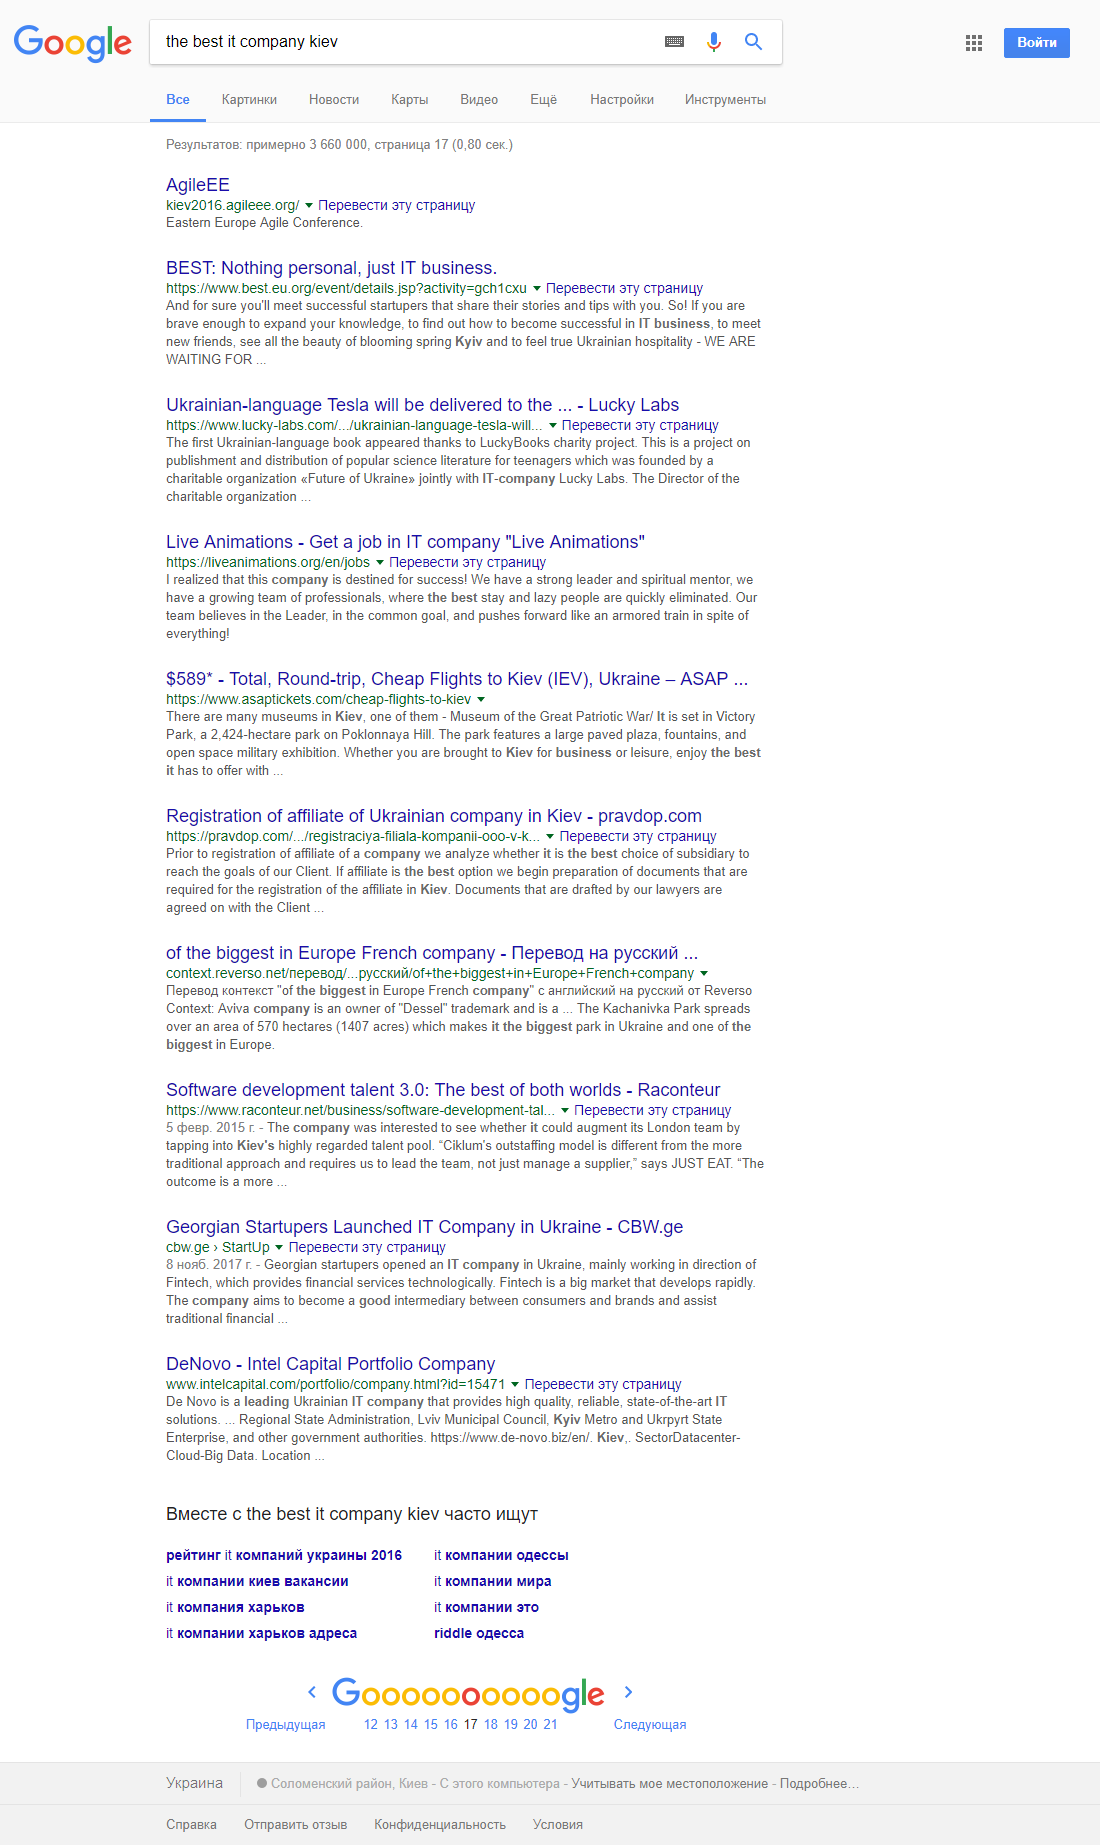 Google
the best it company kiev
Войти
Все Картинки Новости Карты Видео Ещё Настройки Инструменты
Результатов: примерно 3 660 000, страница 17 (0,80 сек.)
AgileEE
kiev2016.agileee.org/ Перевести эту страницу
Eastern Europe Agile Conference.
BEST: Nothing personal, just IT business.
https://www.best.eu.org/event/details.jsp?activity=gch1cxu Перевести эту страницу
And for sure you'll meet successful startupers that share their stories and tips with you. So! If you are
brave enough to expand your knowledge, to find out how to become successful in IT business, to meet
new friends, see all the beauty of blooming spring Kyiv and to feel true Ukrainian hospitality - WE ARE
WAITING FOR ...
Ukrainian-language Tesla will be delivered to the ... - Lucky Labs
https://www.lucky-labs.com/.../ukrainian-language-tesla-will... Перевести эту страницу
The first Ukrainian-language book appeared thanks to LuckyBooks charity project. This is a project on
publishment and distribution of popular science literature for teenagers which was founded by a
charitable organization «Future of Ukraine» jointly with IT-company Lucky Labs. The Director of the
charitable organization ...
Live Animations - Get a job in IT company "Live Animations"
https://liveanimations.org/en/jobs Перевести эту страницу
I realized that this company is destined for success! We have a strong leader and spiritual mentor, we
have a growing team of professionals, where the best stay and lazy people are quickly eliminated. Our
team believes in the Leader, in the common goal, and pushes forward like an armored train in spite of
everything!
$589* - Total, Round-trip, Cheap Flights to Kiev (IEV), Ukraine – ASAP ...
https://www.asaptickets.com/cheap-flights-to-kiev
There are many museums in Kiev, one of them - Museum of the Great Patriotic War/ It is set in Victory
Park, a 2,424-hectare park on Poklonnaya Hill. The park features a large paved plaza, fountains, and
open space military exhibition. Whether you are brought to Kiev for business or leisure, enjoy the best
it has to offer with ...
Registration of affiliate of Ukrainian company in Kiev - pravdop.com
https://pravdop.com/.../registraciya-filiala-kompanii-ooo-v-k... Перевести эту страницу
Prior to registration of affiliate of a company we analyze whether it is the best choice of subsidiary to
reach the goals of our Client. If affiliate is the best option we begin preparation of documents that are
required for the registration of the affiliate in Kiev. Documents that are drafted by our lawyers are
agreed on with the Client ...
of the biggest in Europe French company - Перевод на русский ...
context.reverso.net/перевод/...русский/of+the+biggest+in+Europe+French+company
Перевод контекст "of the biggest in Europe French company" с английский на русский от Reverso
Context: Aviva company is an owner of "Dessel" trademark and is a ... The Kachanivka Park spreads
over an area of 570 hectares (1407 acres) which makes it the biggest park in Ukraine and one of the
biggest in Europe.
Software development talent 3.0: The best of both worlds - Raconteur
https://www.raconteur.net/business/software-development-tal... Перевести эту страницу
5 февр. 2015 г. - The company was interested to see whether it could augment its London team by
tapping into Kiev's highly regarded talent pool. “Ciklum's outstaffing model is different from the more
traditional approach and requires us to lead the team, not just manage a supplier,” says JUST EAT. “The
outcome is a more ...
Georgian Startupers Launched IT Company in Ukraine - CBW.ge
cbw.ge › StartUp Перевести эту страницу
8 нояб. 2017 г. - Georgian startupers opened an IT company in Ukraine, mainly working in direction of
Fintech, which provides financial services technologically. Fintech is a big market that develops rapidly.
The company aims to become a good intermediary between consumers and brands and assist
traditional financial ...
DeNovo - Intel Capital Portfolio Company
www.intelcapital.com/portfolio/company.html?id=15471 Перевести эту страницу
De Novo is a leading Ukrainian IT company that provides high quality, reliable, state-of-the-art IT
solutions. ... Regional State Administration, Lviv Municipal Council, Kyiv Metro and Ukrpyrt State
Enterprise, and other government authorities. https://www.de-novo.biz/en/. Kiev,. SectorDatacenter-
Cloud-Big Data. Location ...
Вместе с the best it company kiev часто ищут
рейтинг it компаний украины 2016 it компании одессы
it компании киев вакансии it компании мира
it компания харьков it компании это
it компании харьков адреса riddle одесса
Goooooooooogle
Предыдущая 12 13 14 15 16 17 18 19 20 21 Следующая
Украина Соломенский район, Киев - С этого компьютера - Учитывать мое местоположение - Подробнее…
Справка Отправить отзыв Конфиденциальность Условия